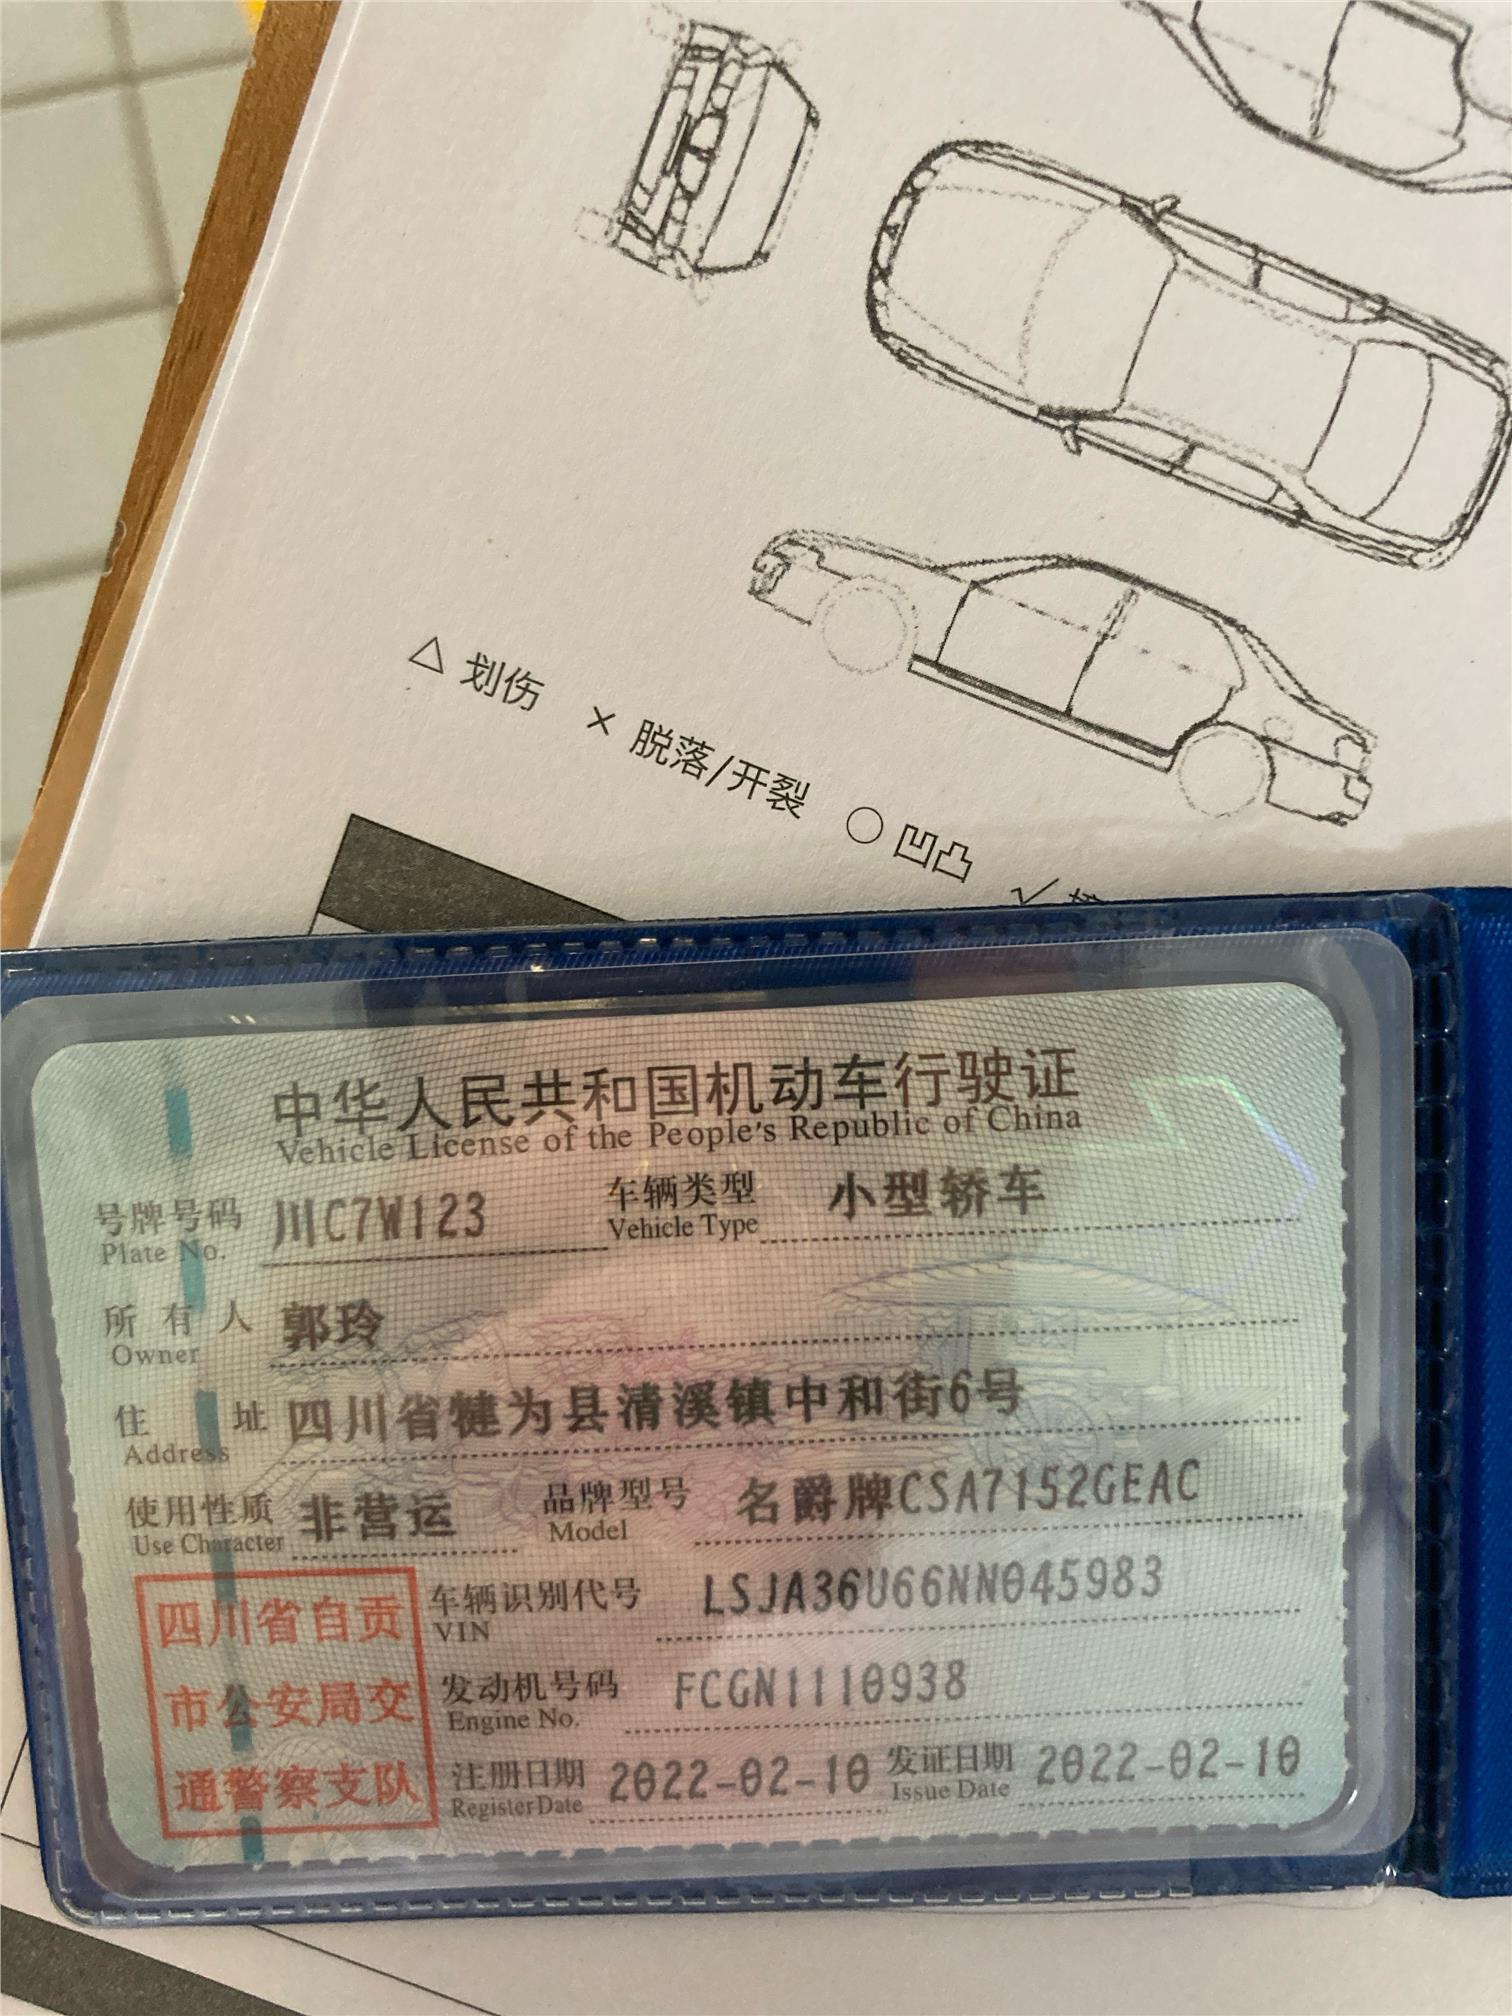 △ 划伤 × 脱落/开裂 ○ 凹凸 √
中华人民共和国机动车行驶证
Vehicle License of the People's Republic of China
号牌号码 川C7W123 车辆类型 小型轿车
Plate No. Vehicle Type
所有人 郭玲
Owner
住址 四川省犍为县清溪镇中和街6号
Address
使用性质 非营运 品牌型号 名爵牌CSA7152GEAC
Use Character Model
车辆识别代号 LSJA36U66NN045983
VIN
发动机号码 FCGN1110938
Engine No.
注册日期 2022-02-10 发证日期 2022-02-10
Register Date Issue Date
四川省自贡
市公安局交
通警察支队